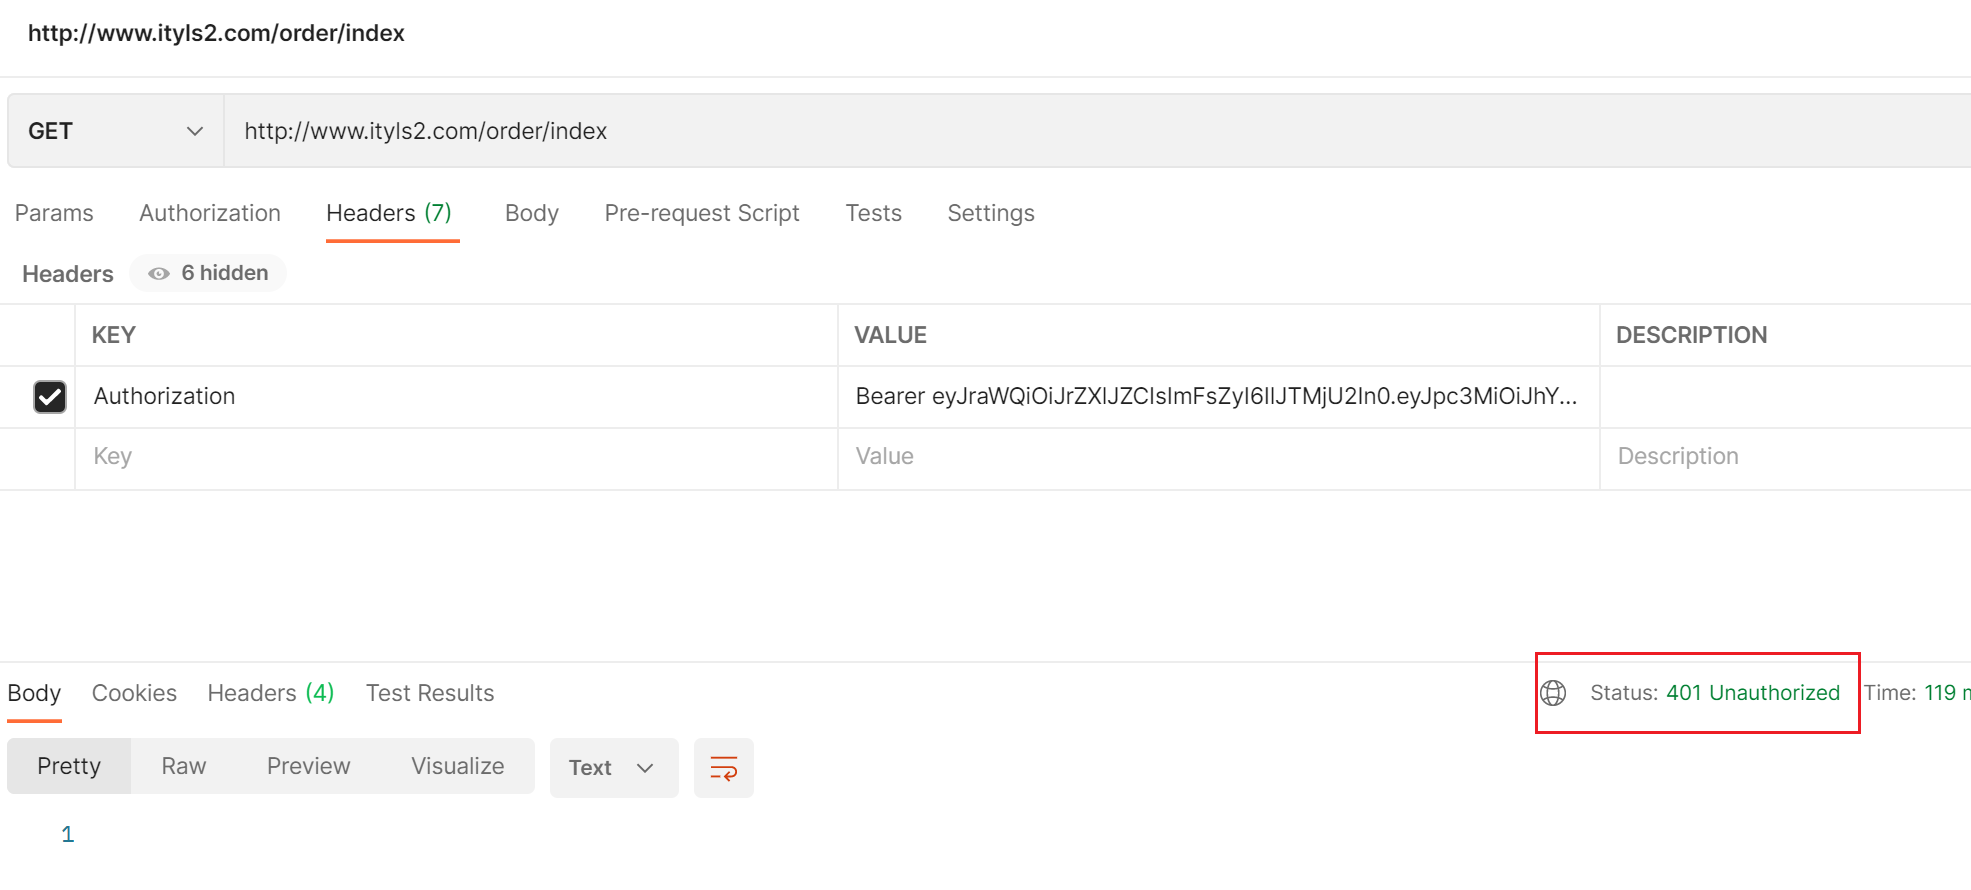 http://www.ityls2.com/order/index
GET http://www.ityls2.com/order/index
Params Authorization Headers (7) Body Pre-request Script Tests Settings
Headers 6 hidden
KEY VALUE DESCRIPTION
Authorization Bearer eyJraWQiOiJrZXlJZCIsImFsZyI6IlJTMjU2In0.eyJpc3MiOiJhY...
Key Value Description
Body Cookies Headers (4) Test Results Status: 401 Unauthorized Time: 119 m
Pretty Raw Preview Visualize Text
1